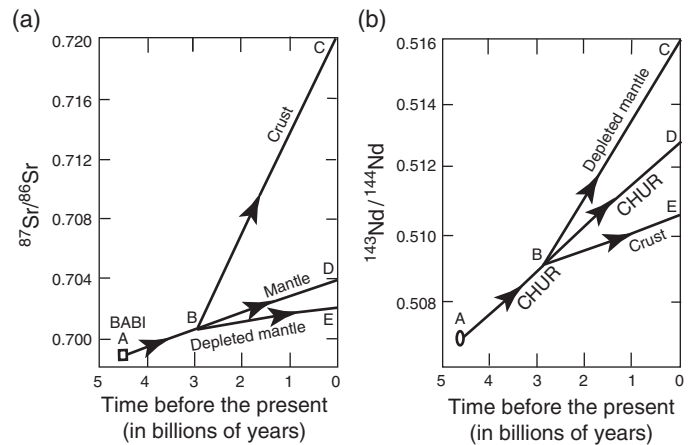 (a)
0.720
0.716
0.712
0.708
0.704
0.700
87Sr/86Sr
C
Crust
D
Mantle
BABI
A
B
E
Depleted mantle
5 4 3 2 1 0
Time before the present
(in billions of years)
(b)
0.516
0.514
0.512
0.510
0.508
143Nd / 144Nd
C
Depleted mantle
D
CHUR
E
B
Crust
CHUR
A
5 4 3 2 1 0
Time before the present
(in billions of years)